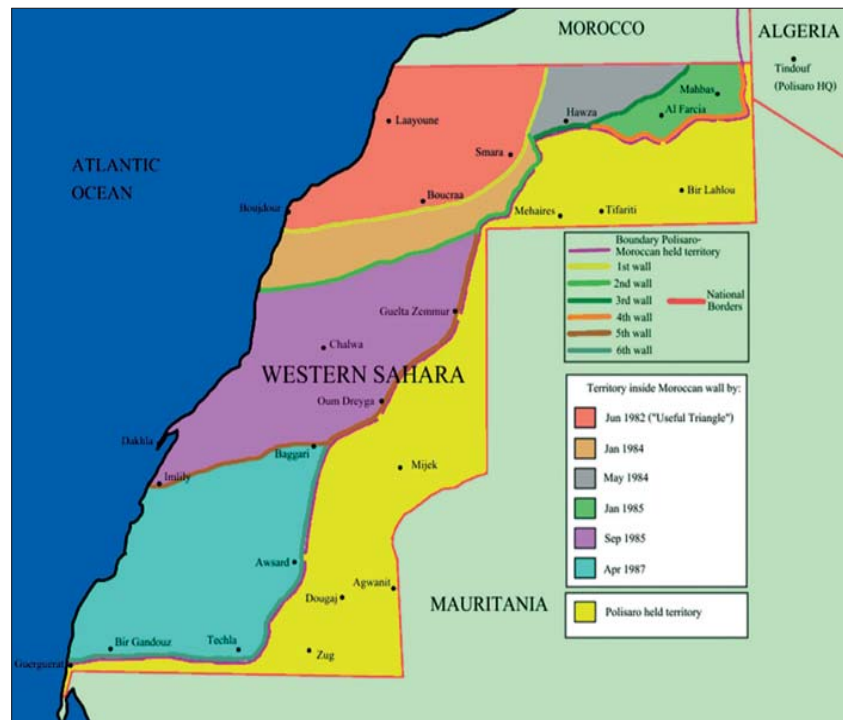 MOROCCO
ALGERIA
Tindouf
(Polisaro HQ)
Mahbas
Al Farcia
Hawza
Laayoune
Smara
ATLANTIC
OCEAN
Boujdour
Boucraa
Bir Lahlou
Mehaires
Tifariti
Boundary Polisaro-
Moroccan held territory
1st wall
2nd wall
3rd wall
4th wall
5th wall
6th wall
National
Borders
Guelta Zemmur
Chalwa
WESTERN SAHARA
Oum Dreyga
Dakhla
Baggari
Imlily
Mijek
Territory inside Moroccan wall by:
Jun 1982 ("Useful Triangle")
Jan 1984
May 1984
Jan 1985
Sep 1985
Apr 1987
Polisaro held territory
Awsard
Agwanit
Dougaj
MAURITANIA
Bir Gandouz
Techla
Zug
Guerguerat